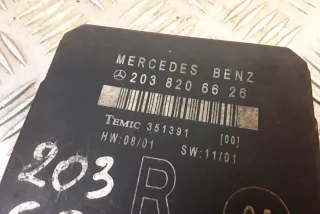 MERCEDES BENZ
203 820 66 26
TEMIC 351391 [00]
HW:08/01 SW:11/01
203
R